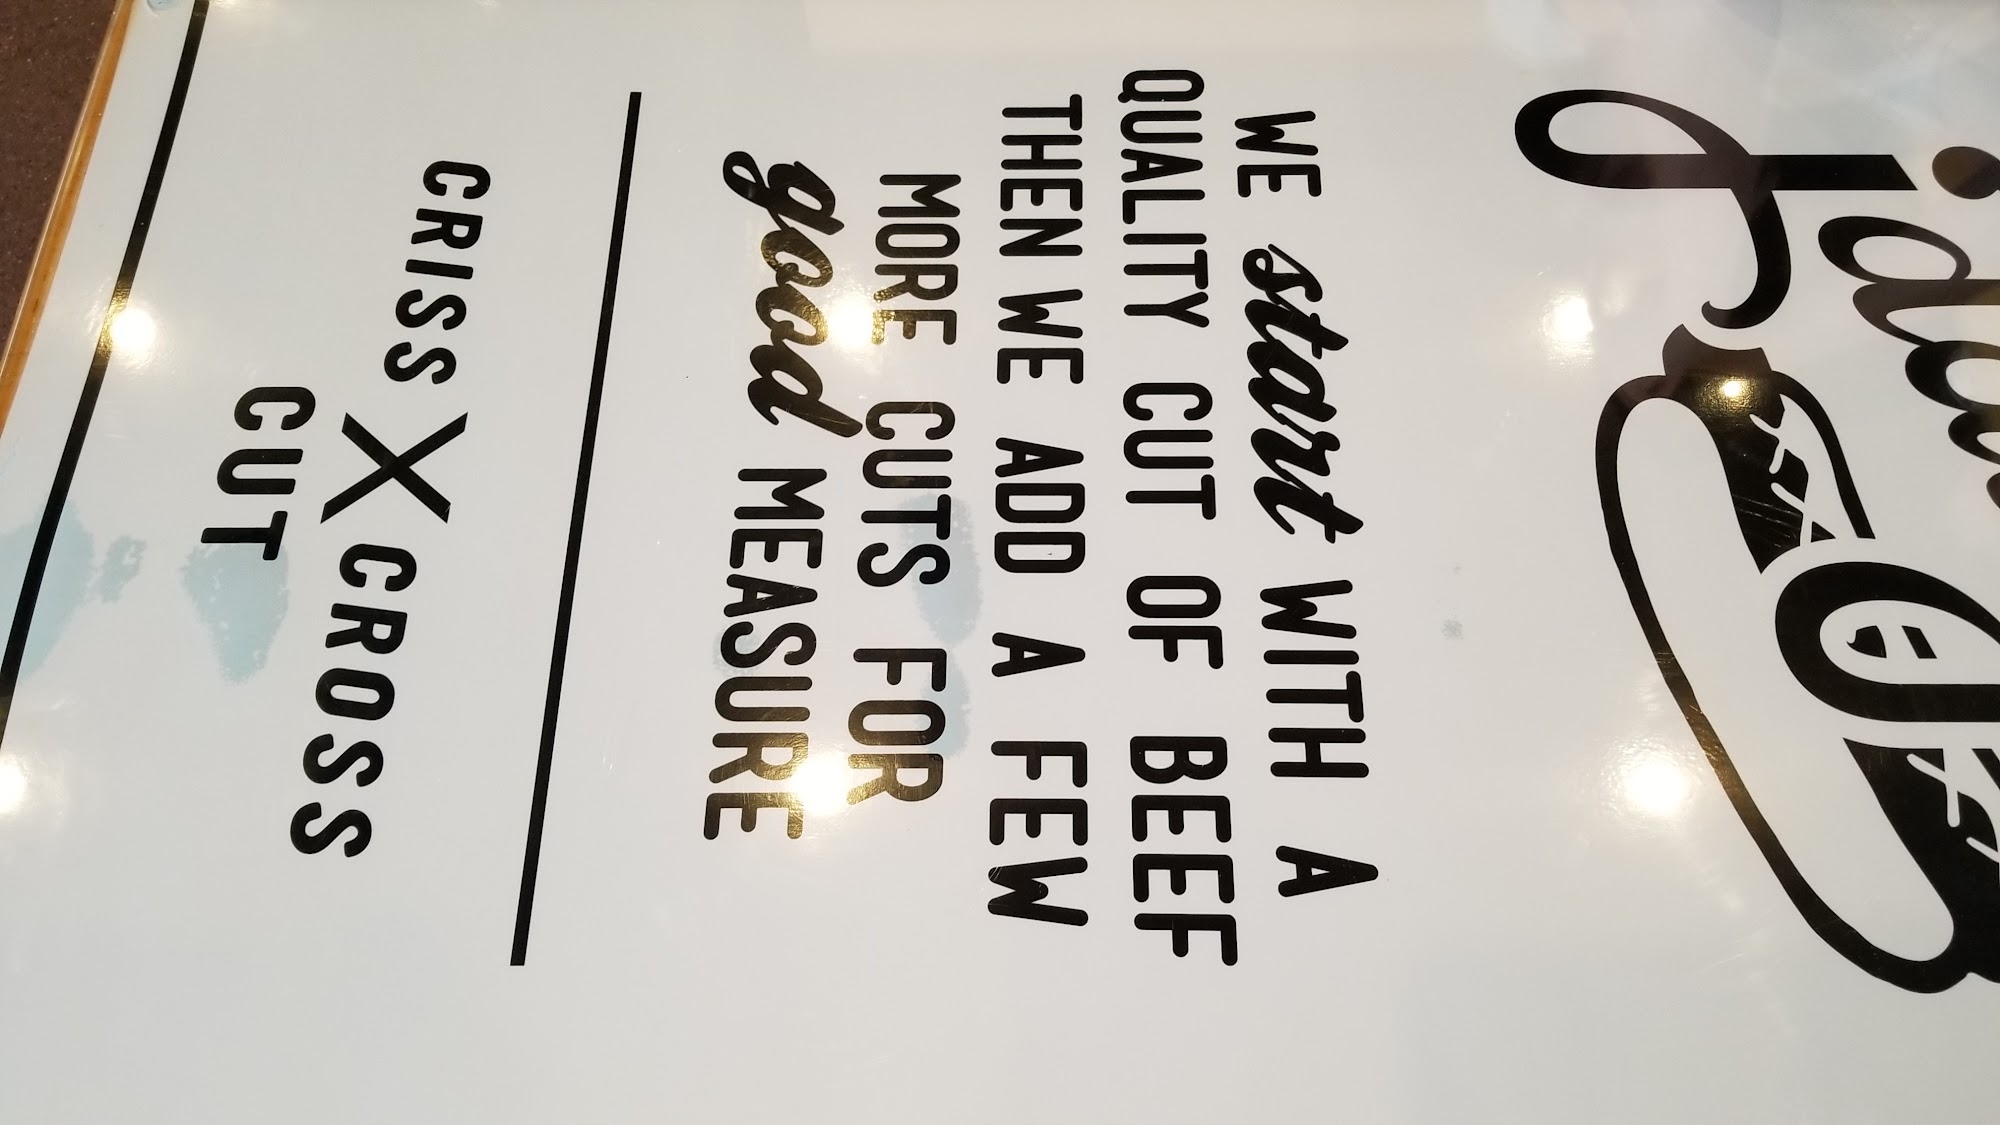 WE start WITH A
QUALITY CUT OF BEEF
THEN WE ADD A FEW
MORE CUTS FOR
good MEASURE
CRISS X CROSS
CUT